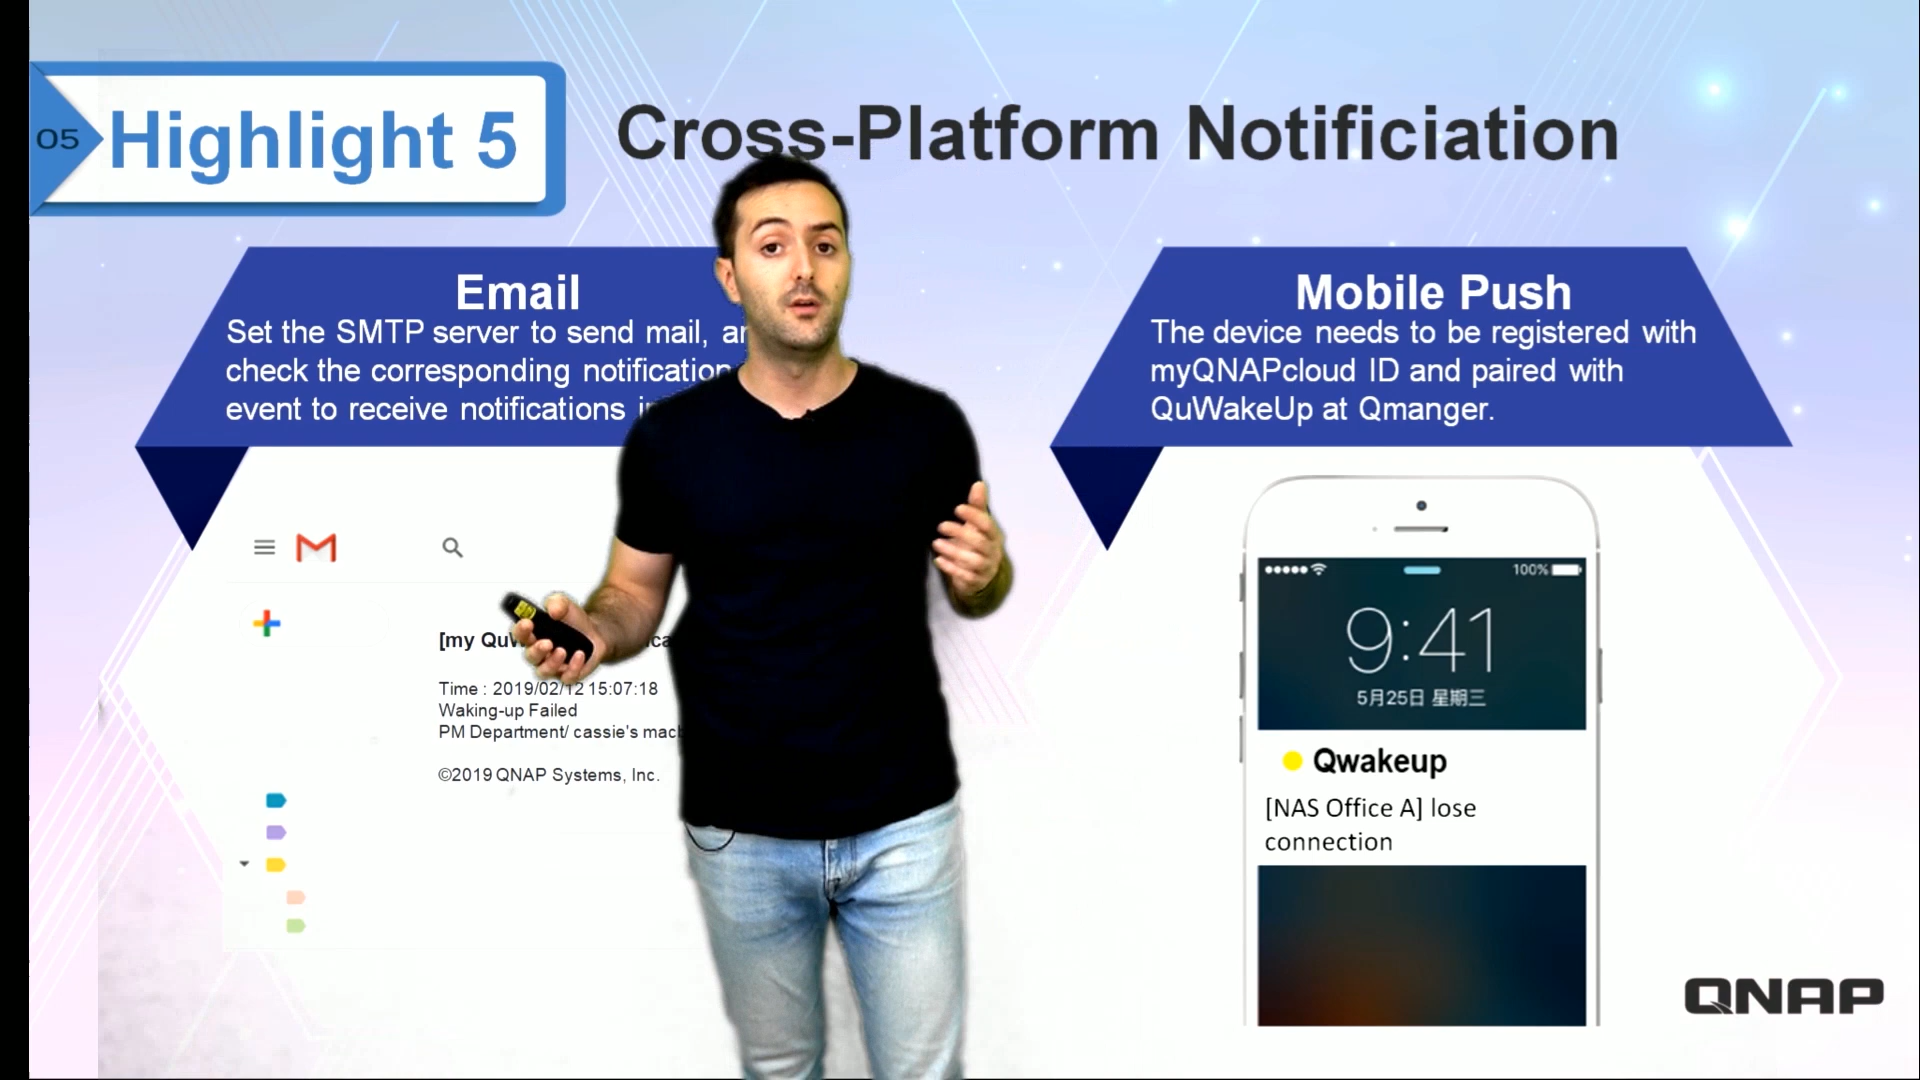 05
Highlight 5
Cross-Platform Notificiation
Email
Set the SMTP server to send mail,
check the corresponding notification
event to receive notifications
Mobile Push
The device needs to be registered with
myQNAPcloud ID and paired with
QuWakeUp at Qmanger.
[my
Time : 2019/02/12 15:07:18
Waking-up Failed
PM Department/ cassie's
©2019 QNAP Systems, Inc.
100%
9:41
5月25日 星期三
Qwakeup
[NAS Office A] lose
connection
QNAP